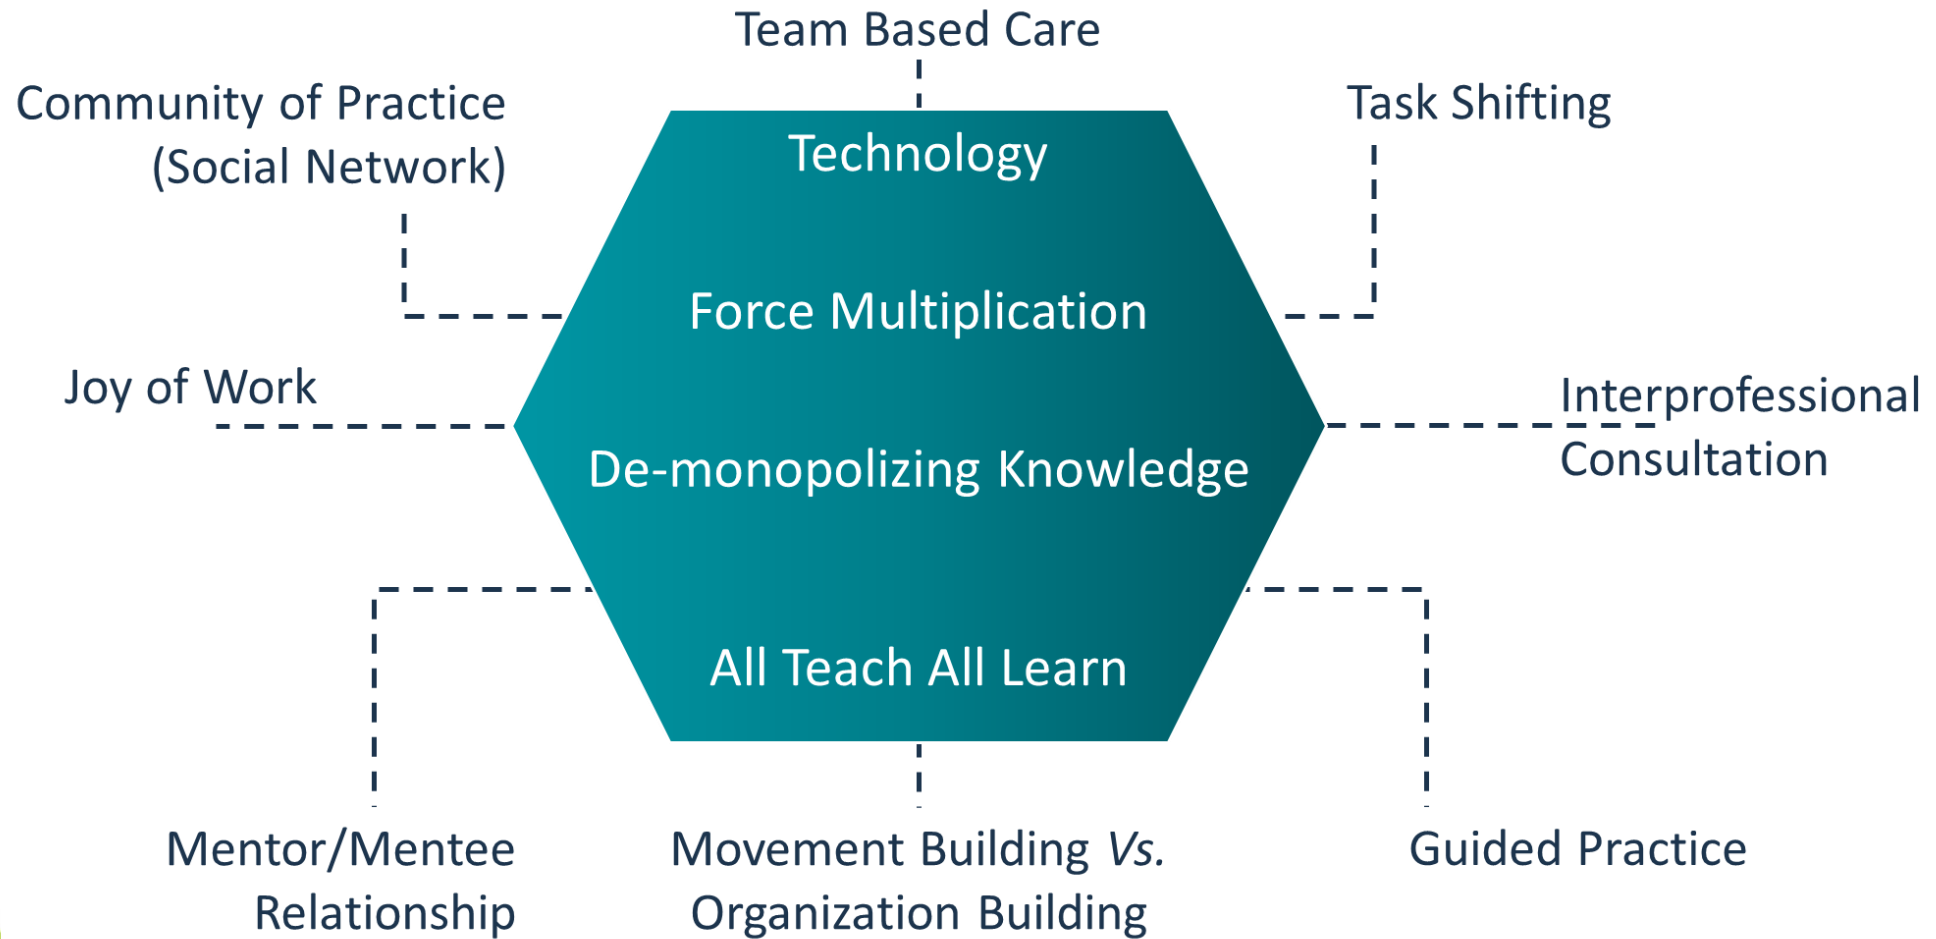 Team Based Care
Community of Practice
(Social Network)
Task Shifting
Technology
Force Multiplication
Joy of Work
Interprofessional
Consultation
De-monopolizing Knowledge
All Teach All Learn
Mentor/Mentee
Relationship
Movement Building Vs.
Organization Building
Guided Practice